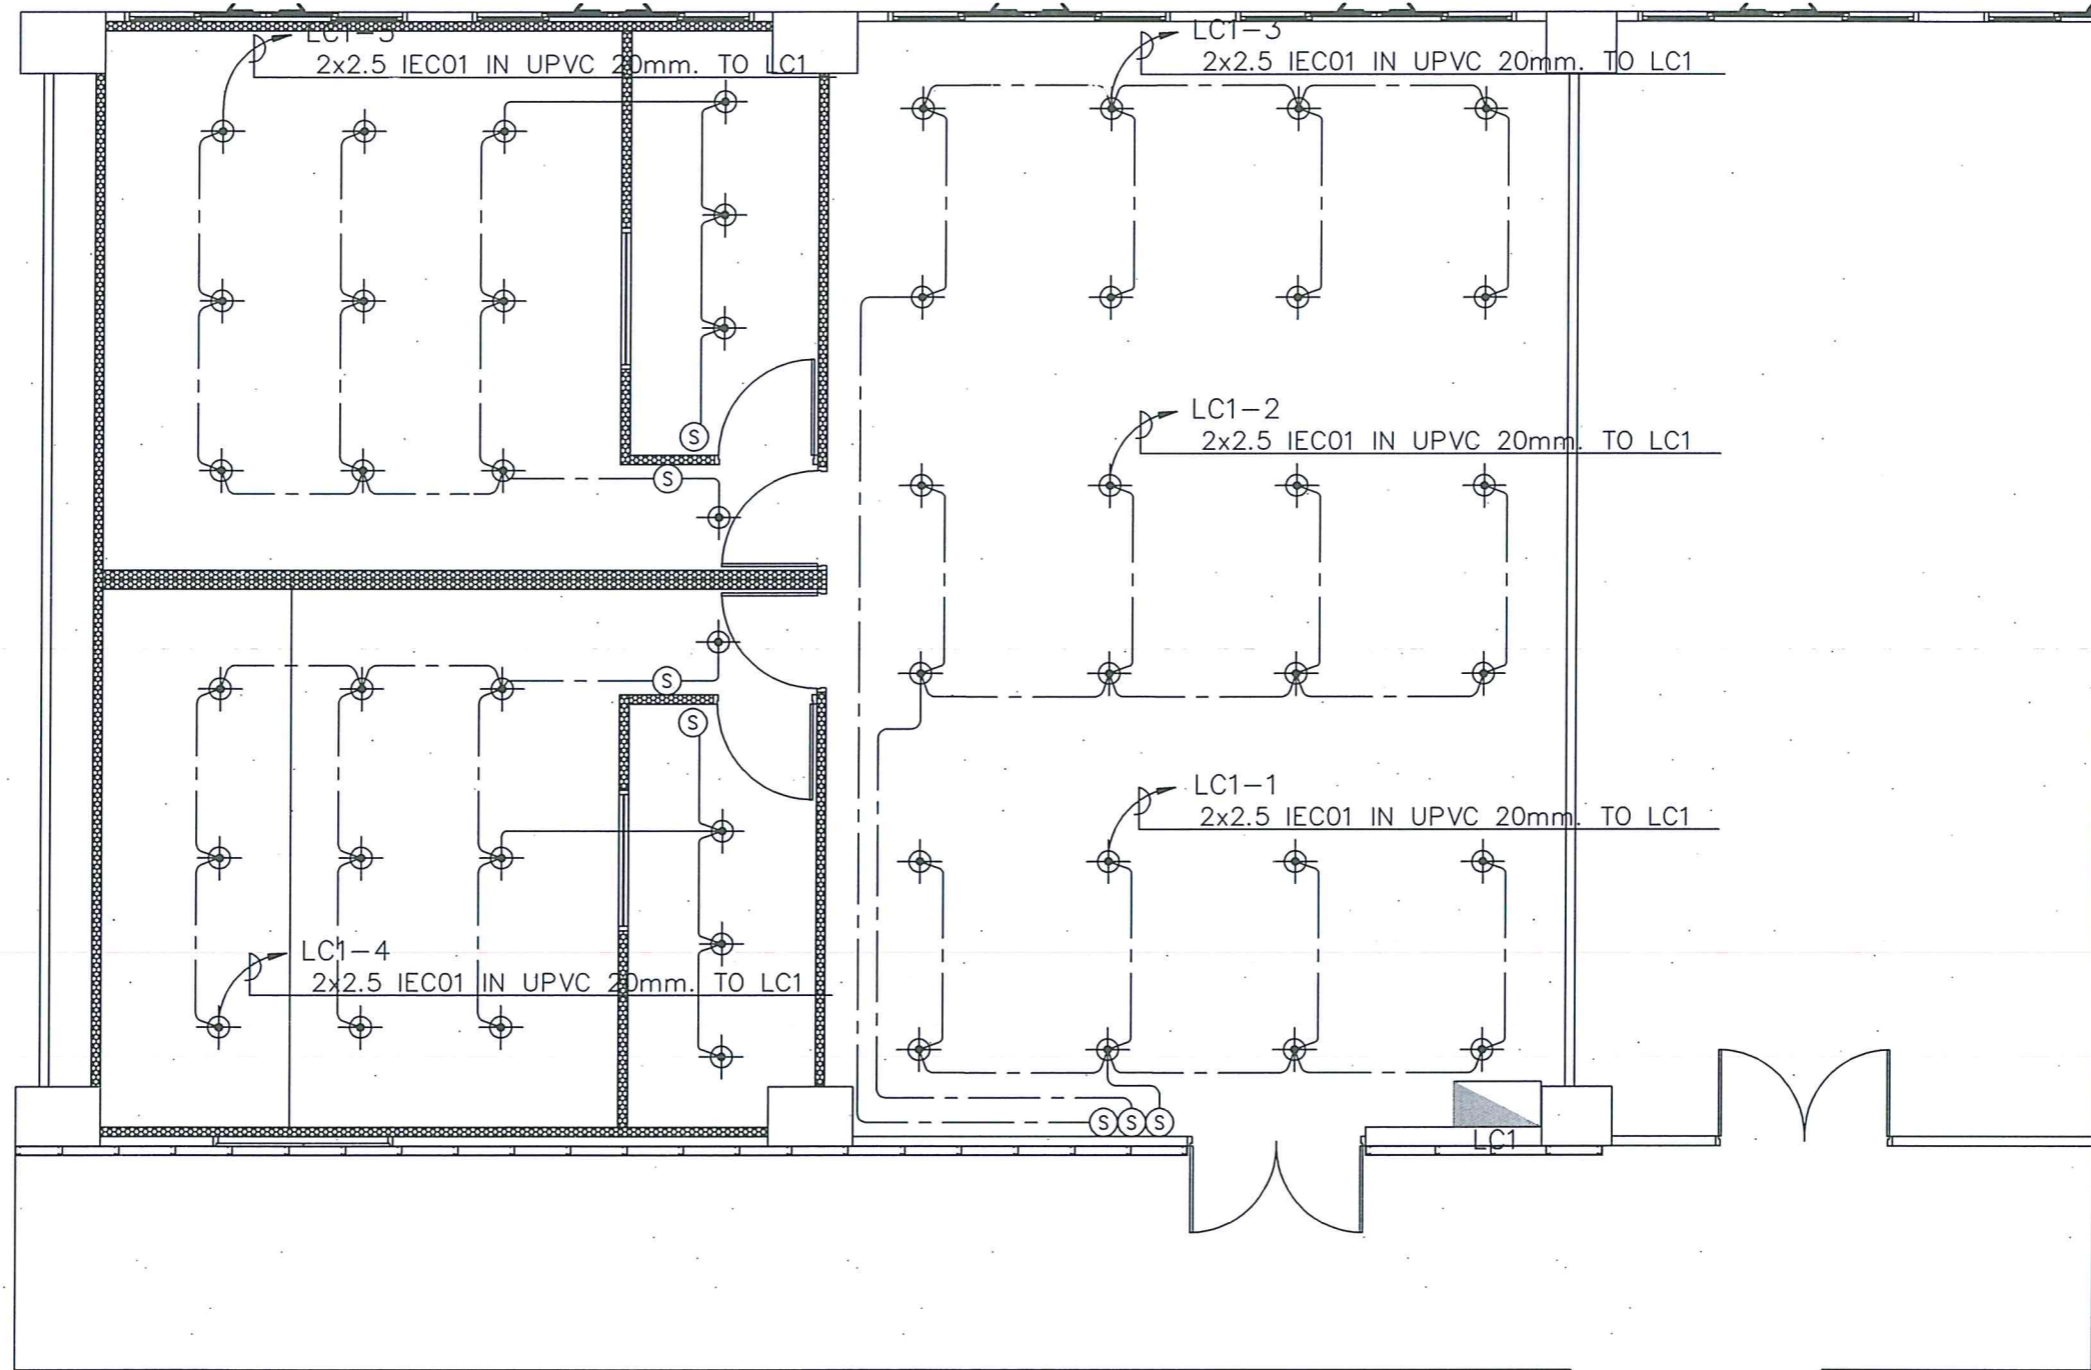 LC1-5
2x2.5 IEC01 IN UPVC 20mm. TO LC1
LC1-3
2x2.5 IEC01 IN UPVC 20mm. TO LC1
S
LC1-2
2x2.5 IEC01 IN UPVC 20mm. TO LC1
S
S
S
LC1-1
2x2.5 IEC01 IN UPVC 20mm. TO LC1
LC1-4
2x2.5 IEC01 IN UPVC 20mm. TO LC1
S S S
LC1